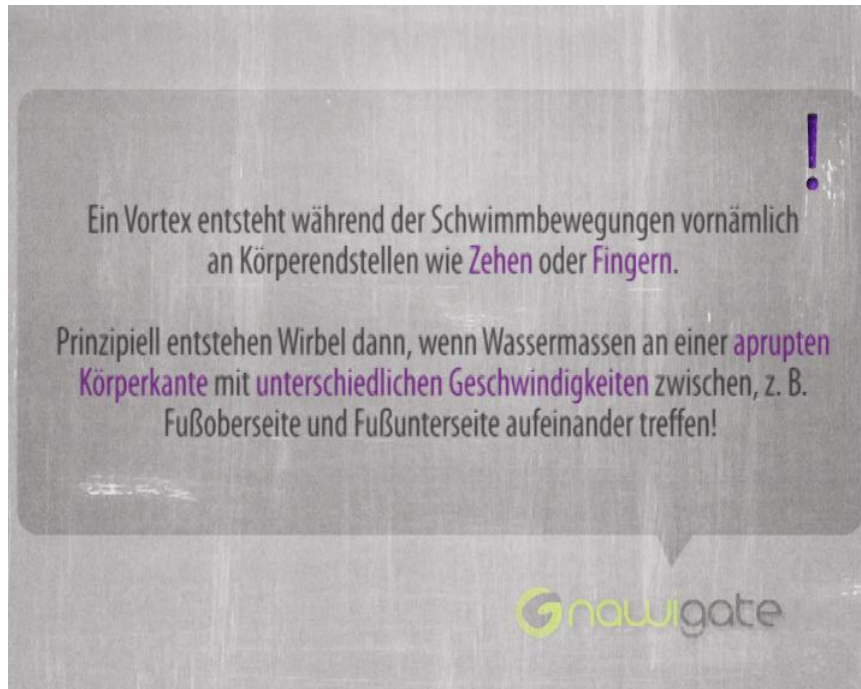 !
Ein Vortex entsteht während der Schwimmbewegungen vornämlich
an Körperendstellen wie Zehen oder Fingern.
Prinzipiell entstehen Wirbel dann, wenn Wassermassen an einer aprupten
Körperkante mit unterschiedlichen Geschwindigkeiten zwischen, z. B.
Fußoberseite und Fußunterseite aufeinander treffen!
Gnawigate